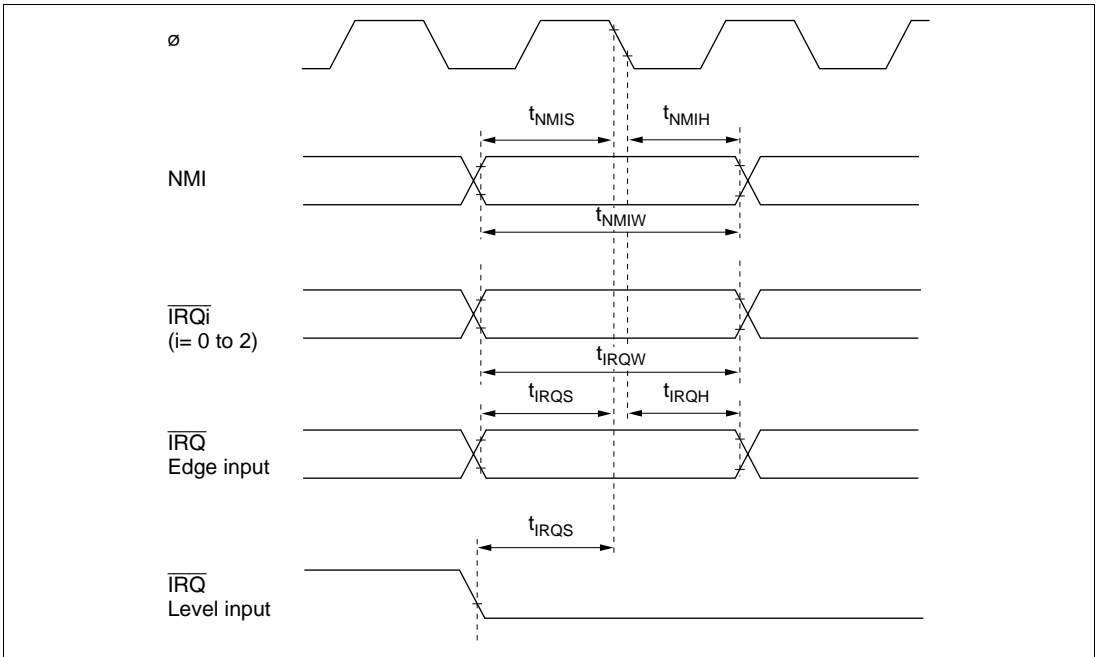 ø
tNMIS tNMIH
NMI
tNMIW
IRQi
(i= 0 to 2)
tIRQW
tIRQS tIRQH
IRQ
Edge input
tIRQS
IRQ
Level input